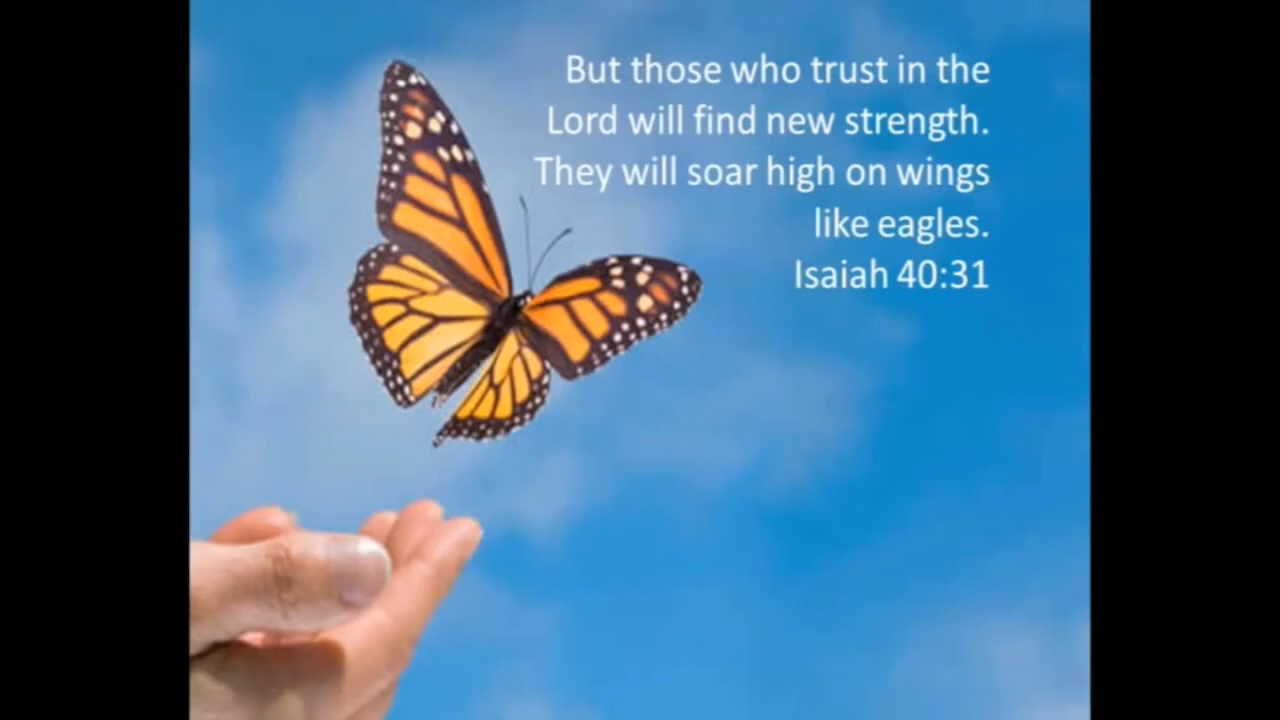 But those who trust in the
Lord will find new strength.
They will soar high on wings
like eagles.
Isaiah 40:31